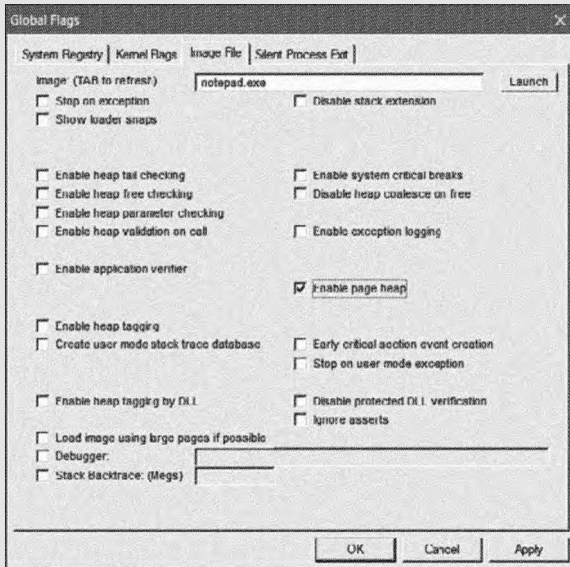 Global Flags
System Registry Kernel Flags Image File Silent Process Exit
Image: (TAB to refresh) notepad.exe Launch
Stop on exception Disable stack extension
Show loader snaps
Enable heap tail checking Enable system critical breaks
Enable heap free checking Disable heap coalesce on free
Enable heap parameter checking
Enable heap validation on call Enable exception logging
Enable application verifier
Enable page heap
Enable heap tagging
Create user mode stack trace database Early critical section event creation
Stop on user mode exception
Enable heap tagging by DLL Disable protected DLL verification
Ignore asserts
Load image using large pages if possible
Debugger:
Stack Backtrace: (Megs)
OK Cancel Apply